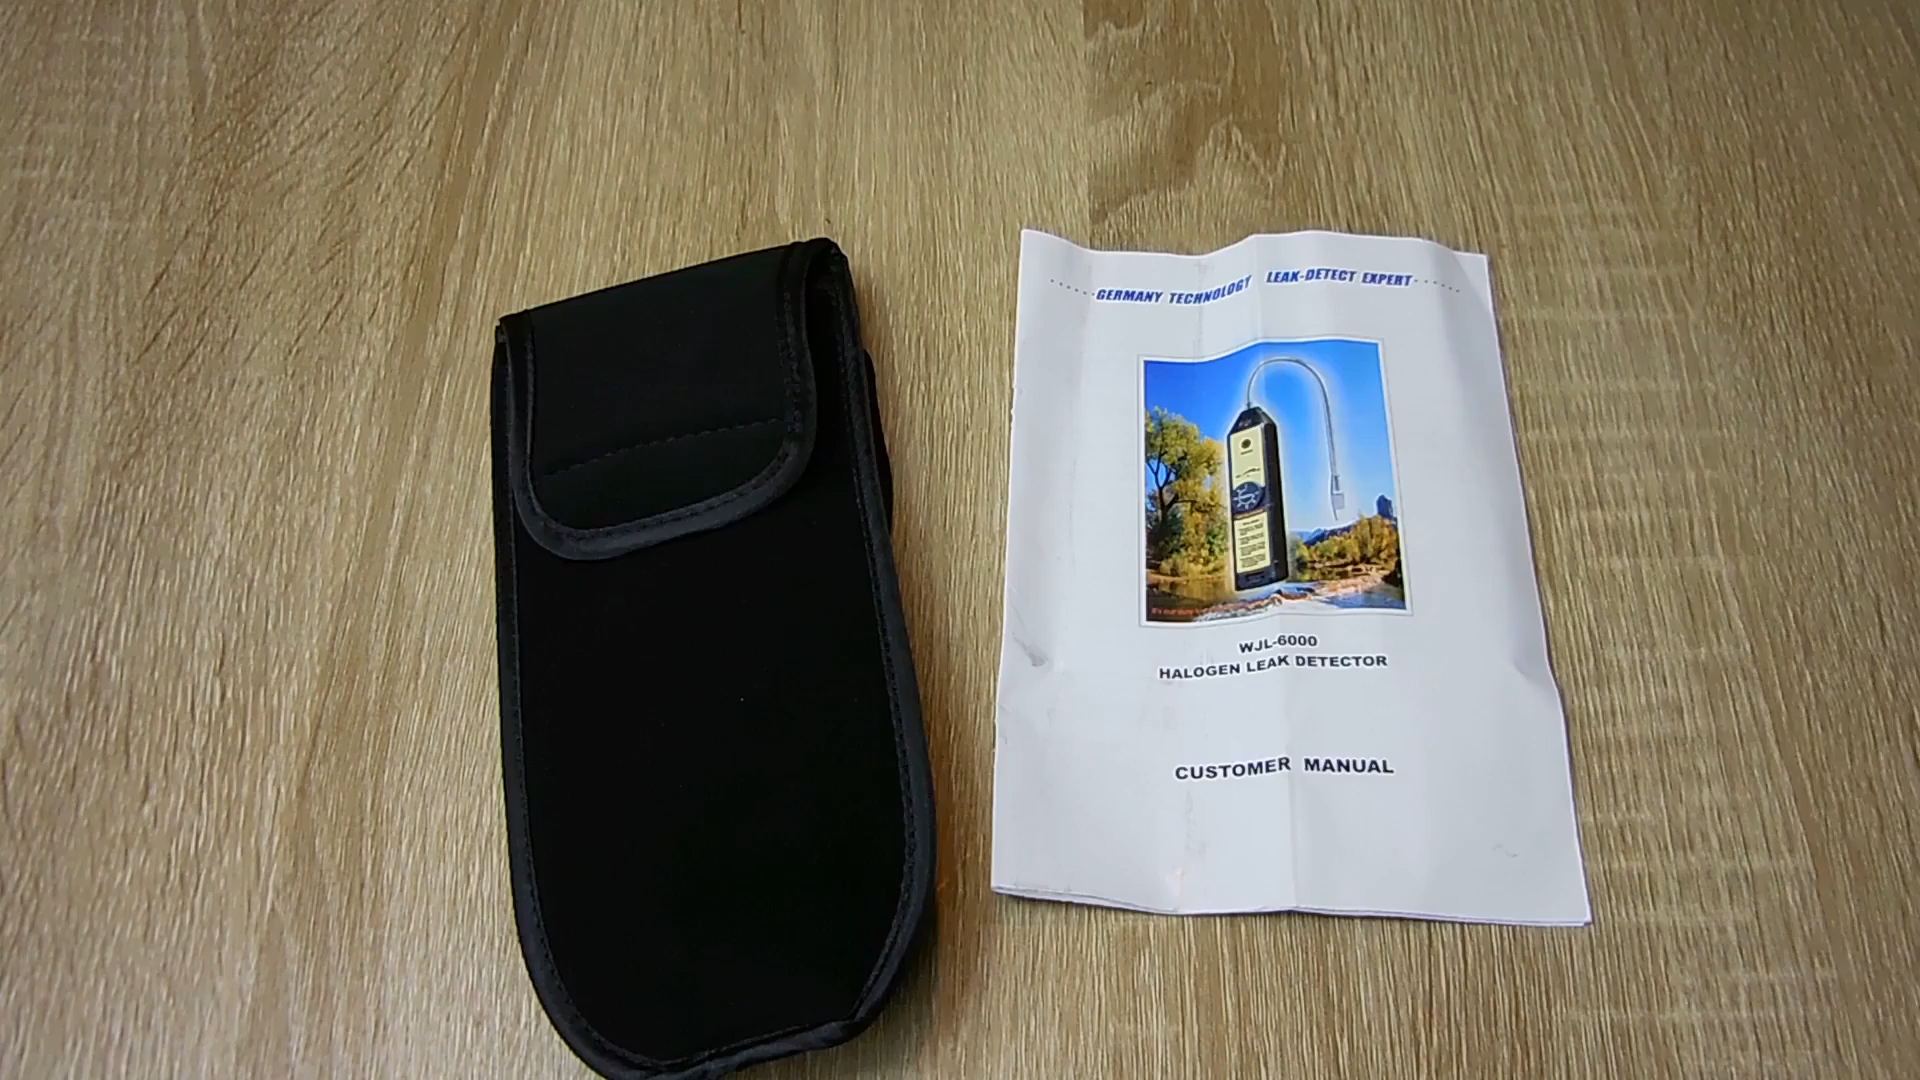 GERMANY TECHNOLOGY LEAK-DETECT EXPERT
WJL-6000
HALOGEN LEAK DETECTOR
CUSTOMER MANUAL